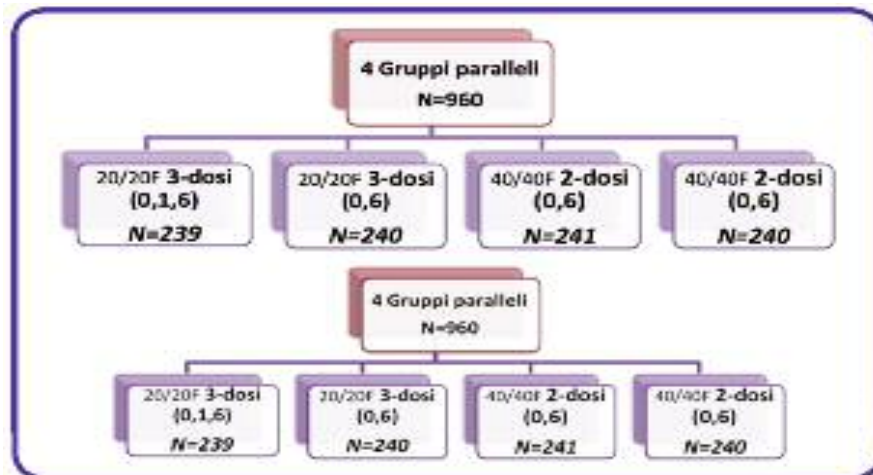 4 Gruppi paralleli
N=960
20/20F 3-dosi
(0,1,6)
N=239
20/20F 3-dosi
(0,6)
N=240
40/40F 2-dosi
(0,6)
N=241
40/40F 2-dosi
(0,6)
N=240
4 Gruppi paralleli
N=960
20/20F 3-dosi
(0,1,6)
N=239
20/20F 3-dosi
(0,6)
N=240
40/40F 2-dosi
(0,6)
N=241
40/40F 2-dosi
(0,6)
N=240